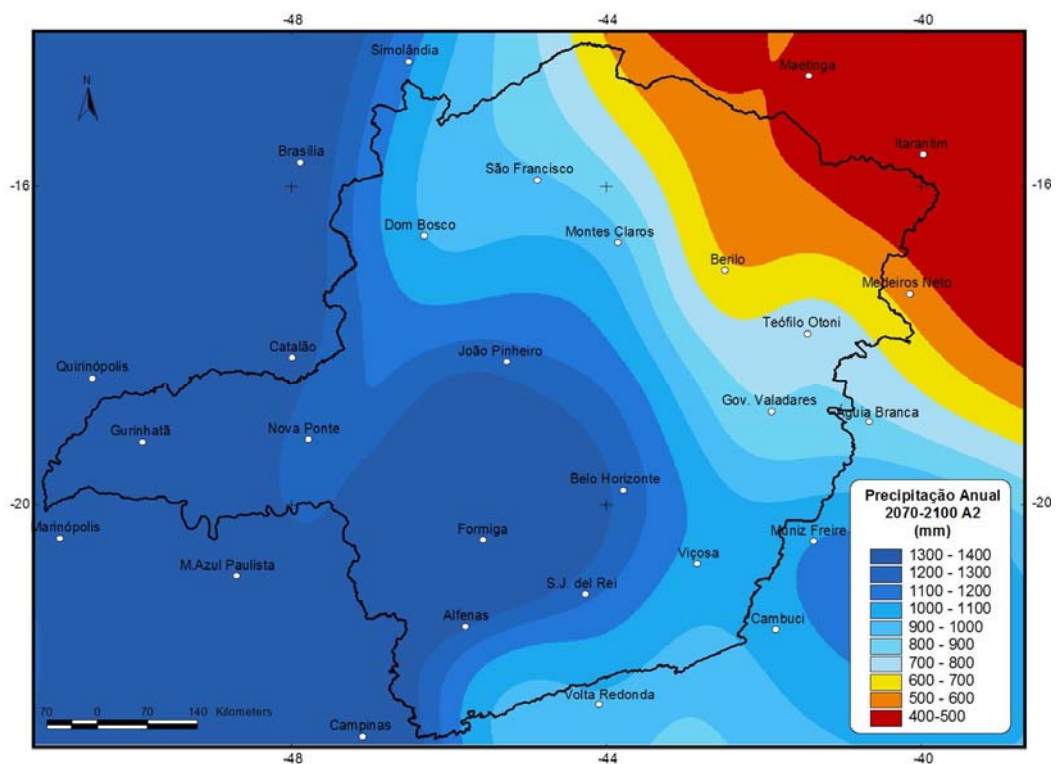 -48
-44
-40
Simolândia
Maetinga
N
Brasília
Itarantim
-16
São Francisco
-16
Dom Bosco
Montes Claros
Berilo
Medeiros Neto
Teófilo Otoni
Catalão
João Pinheiro
Quirinópolis
Gov. Valadares
Águia Branca
Gurinhatã
Nova Ponte
Belo Horizonte
-20
-20
Precipitação Anual
2070-2100 A2
(mm)
1300 - 1400
1200 - 1300
1100 - 1200
1000 - 1100
900 - 1000
800 - 900
700 - 800
600 - 700
500 - 600
400-500
Marinópolis
Formiga
Muniz Freire
M.Azul Paulista
Viçosa
S.J. del Rei
Alfenas
Cambuci
Volta Redonda
70 0 70 140 Kilometers
Campinas
-48
-44
-40